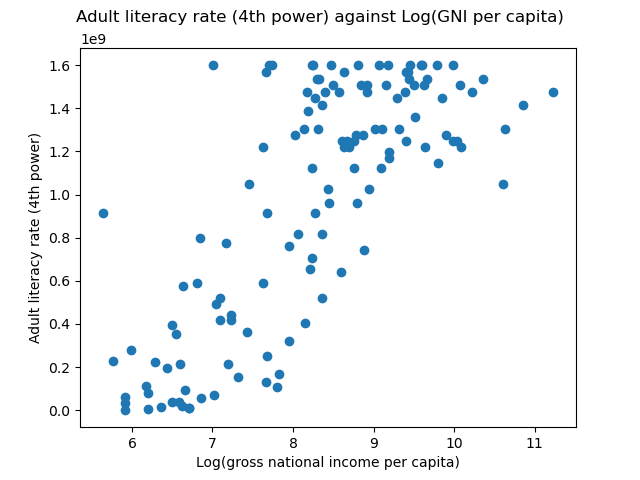 Adult literacy rate (4th power) against Log(GNI per capita)
1e9
1.6
1.4
1.2
1.0
0.8
0.6
0.4
0.2
0.0
Adult literacy rate (4th power)
6 7 8 9 10 11
Log(gross national income per capita)